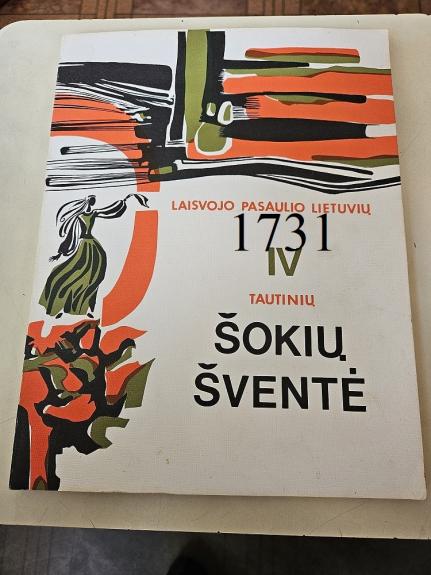 LAISVOJO PASAULIO LIETUVIŲ
1731
IV
TAUTINIŲ
ŠOKIŲ
ŠVENTĖ